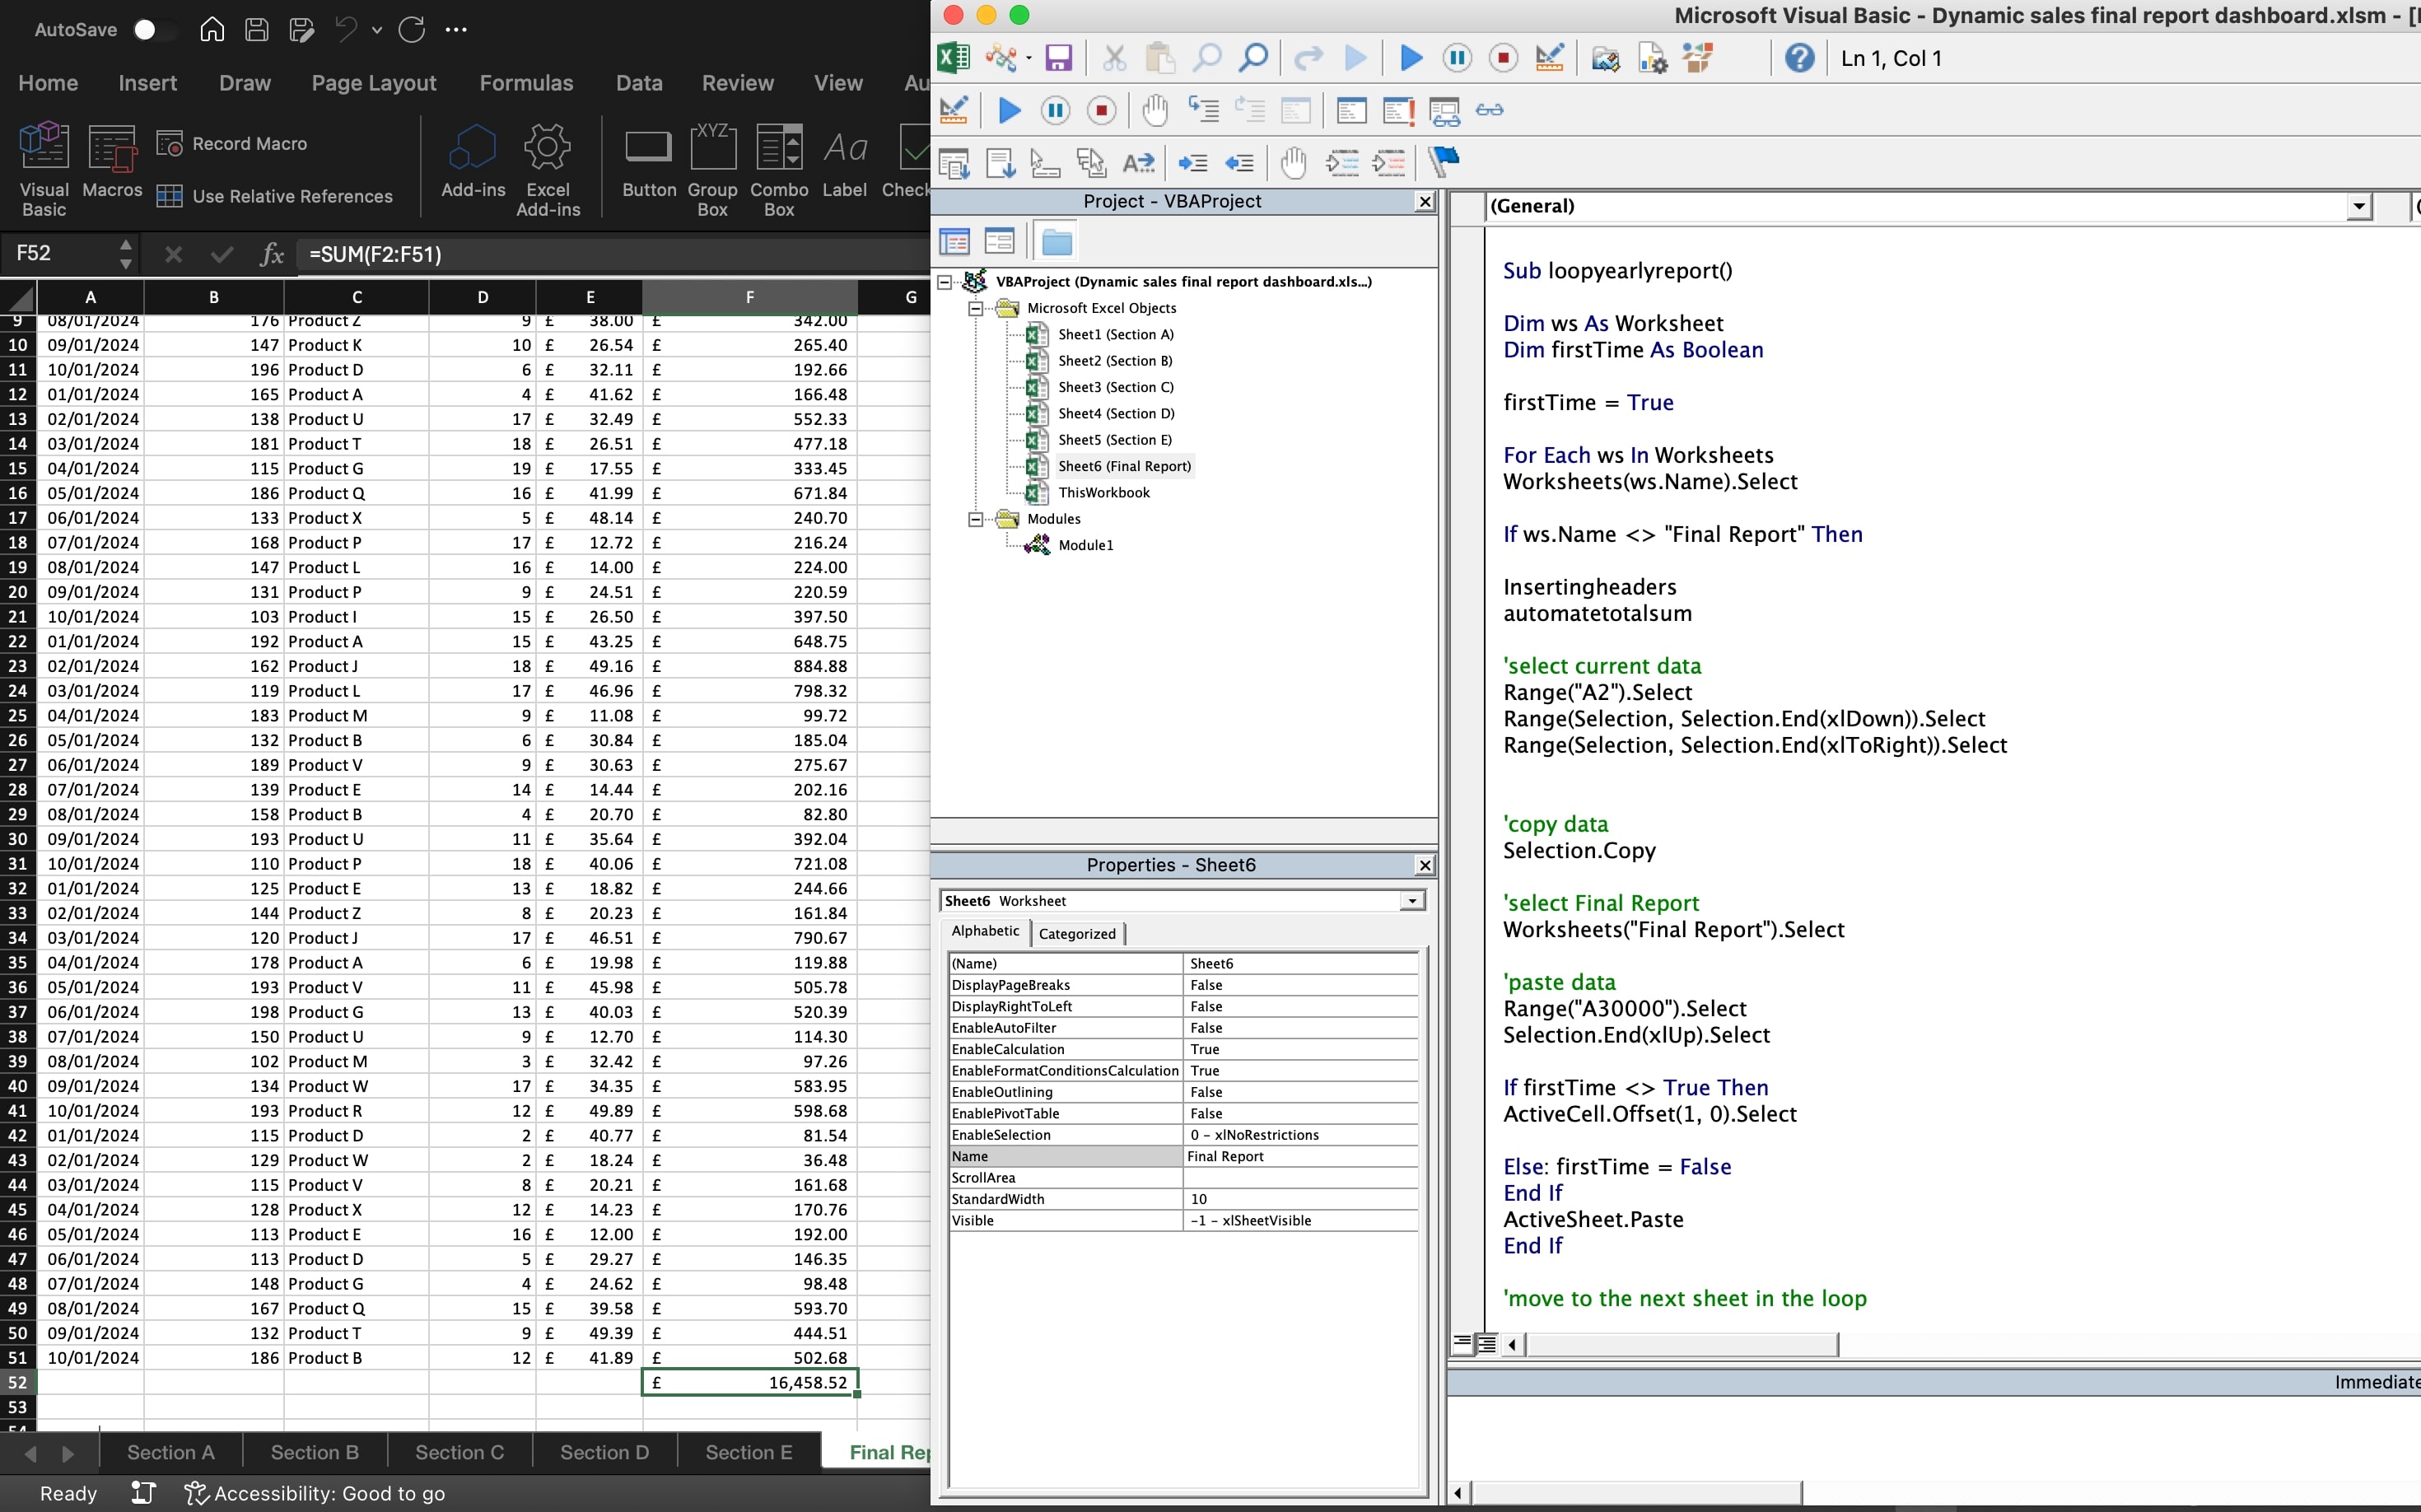 AutoSave
Home Insert Draw Page Layout Formulas Data Review View Au
Visual Basic
Macros
Record Macro
Use Relative References
Add-ins
Excel Add-ins
Button
XYZ
Group Box
Combo Box
Aa
Label
Check
F52
fx
=SUM(F2:F51)
A B C D E F G
9 08/01/2024 176 Product Z 9 £ 38.00 £ 342.00
10 09/01/2024 147 Product K 10 £ 26.54 £ 265.40
11 10/01/2024 196 Product D 6 £ 32.11 £ 192.66
12 01/01/2024 165 Product A 4 £ 41.62 £ 166.48
13 02/01/2024 138 Product U 17 £ 32.49 £ 552.33
14 03/01/2024 181 Product T 18 £ 26.51 £ 477.18
15 04/01/2024 115 Product G 19 £ 17.55 £ 333.45
16 05/01/2024 186 Product Q 16 £ 41.99 £ 671.84
17 06/01/2024 133 Product X 5 £ 48.14 £ 240.70
18 07/01/2024 168 Product P 17 £ 12.72 £ 216.24
19 08/01/2024 147 Product L 16 £ 14.00 £ 224.00
20 09/01/2024 131 Product P 9 £ 24.51 £ 220.59
21 10/01/2024 103 Product I 15 £ 26.50 £ 397.50
22 01/01/2024 192 Product A 15 £ 43.25 £ 648.75
23 02/01/2024 162 Product J 18 £ 49.16 £ 884.88
24 03/01/2024 119 Product L 17 £ 46.96 £ 798.32
25 04/01/2024 183 Product M 9 £ 11.08 £ 99.72
26 05/01/2024 132 Product B 6 £ 30.84 £ 185.04
27 06/01/2024 189 Product V 9 £ 30.63 £ 275.67
28 07/01/2024 139 Product E 14 £ 14.44 £ 202.16
29 08/01/2024 158 Product B 4 £ 20.70 £ 82.80
30 09/01/2024 193 Product U 11 £ 35.64 £ 392.04
31 10/01/2024 110 Product P 18 £ 40.06 £ 721.08
32 01/01/2024 125 Product E 13 £ 18.82 £ 244.66
33 02/01/2024 144 Product Z 8 £ 20.23 £ 161.84
34 03/01/2024 120 Product J 17 £ 46.51 £ 790.67
35 04/01/2024 178 Product A 6 £ 19.98 £ 119.88
36 05/01/2024 193 Product V 11 £ 45.98 £ 505.78
37 06/01/2024 198 Product G 13 £ 40.03 £ 520.39
38 07/01/2024 150 Product U 9 £ 12.70 £ 114.30
39 08/01/2024 102 Product M 3 £ 32.42 £ 97.26
40 09/01/2024 134 Product W 17 £ 34.35 £ 583.95
41 10/01/2024 193 Product R 12 £ 49.89 £ 598.68
42 01/01/2024 115 Product D 2 £ 40.77 £ 81.54
43 02/01/2024 129 Product W 2 £ 18.24 £ 36.48
44 03/01/2024 115 Product V 8 £ 20.21 £ 161.68
45 04/01/2024 128 Product X 12 £ 14.23 £ 170.76
46 05/01/2024 113 Product E 16 £ 12.00 £ 192.00
47 06/01/2024 113 Product D 5 £ 29.27 £ 146.35
48 07/01/2024 148 Product G 4 £ 24.62 £ 98.48
49 08/01/2024 167 Product Q 15 £ 39.58 £ 593.70
50 09/01/2024 132 Product T 9 £ 49.39 £ 444.51
51 10/01/2024 186 Product B 12 £ 41.89 £ 502.68
52 £ 16,458.52
53
54
Section A Section B Section C Section D Section E Final Rep
Ready Accessibility: Good to go
Microsoft Visual Basic - Dynamic sales final report dashboard.xlsm - [
Ln 1, Col 1
Project - VBAProject
VBAProject (Dynamic sales final report dashboard.xls...)
Microsoft Excel Objects
Sheet1 (Section A)
Sheet2 (Section B)
Sheet3 (Section C)
Sheet4 (Section D)
Sheet5 (Section E)
Sheet6 (Final Report)
ThisWorkbook
Modules
Module1
Properties - Sheet6
Sheet6 Worksheet
Alphabetic Categorized
(Name) Sheet6
DisplayPageBreaks False
DisplayRightToLeft False
EnableAutoFilter False
EnableCalculation True
EnableFormatConditionsCalculation True
EnableOutlining False
EnablePivotTable False
EnableSelection 0 - xlNoRestrictions
Name Final Report
ScrollArea
StandardWidth 10
Visible -1 - xlSheetVisible
(General)
Sub loopyearlyreport()
Dim ws As Worksheet
Dim firstTime As Boolean
firstTime = True
For Each ws In Worksheets
Worksheets(ws.Name).Select
If ws.Name <> "Final Report" Then
Insertingheaders
automatetotalsum
'select current data
Range("A2").Select
Range(Selection, Selection.End(xlDown)).Select
Range(Selection, Selection.End(xlToRight)).Select
'copy data
Selection.Copy
'select Final Report
Worksheets("Final Report").Select
'paste data
Range("A30000").Select
Selection.End(xlUp).Select
If firstTime <> True Then
ActiveCell.Offset(1, 0).Select
Else: firstTime = False
End If
ActiveSheet.Paste
End If
'move to the next sheet in the loop
Immediate